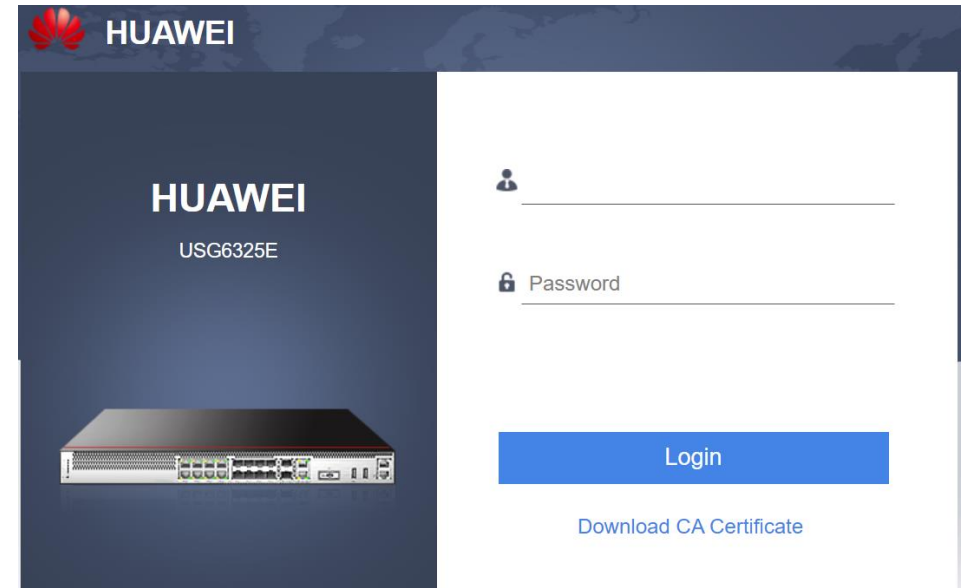 HUAWEI
HUAWEI
USG6325E
Password
Login
Download CA Certificate